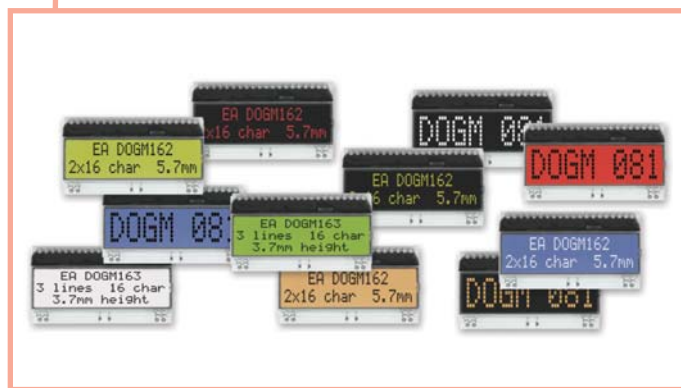 EA DOGM162
x16 char 5.7mm
DOGM 081
EA DOGM162
2x16 char 5.7mm
DOGM 081
EA DOGM162
6 char 5.7mm
DOGM 08
EA DOGM163
3 lines 16 char
3.7mm height
EA DOGM162
2x16 char 5.7mm
EA DOGM163
3 lines 16 char
3.7mm height
EA DOGM162
2x16 char 5.7mm
DOGM 081